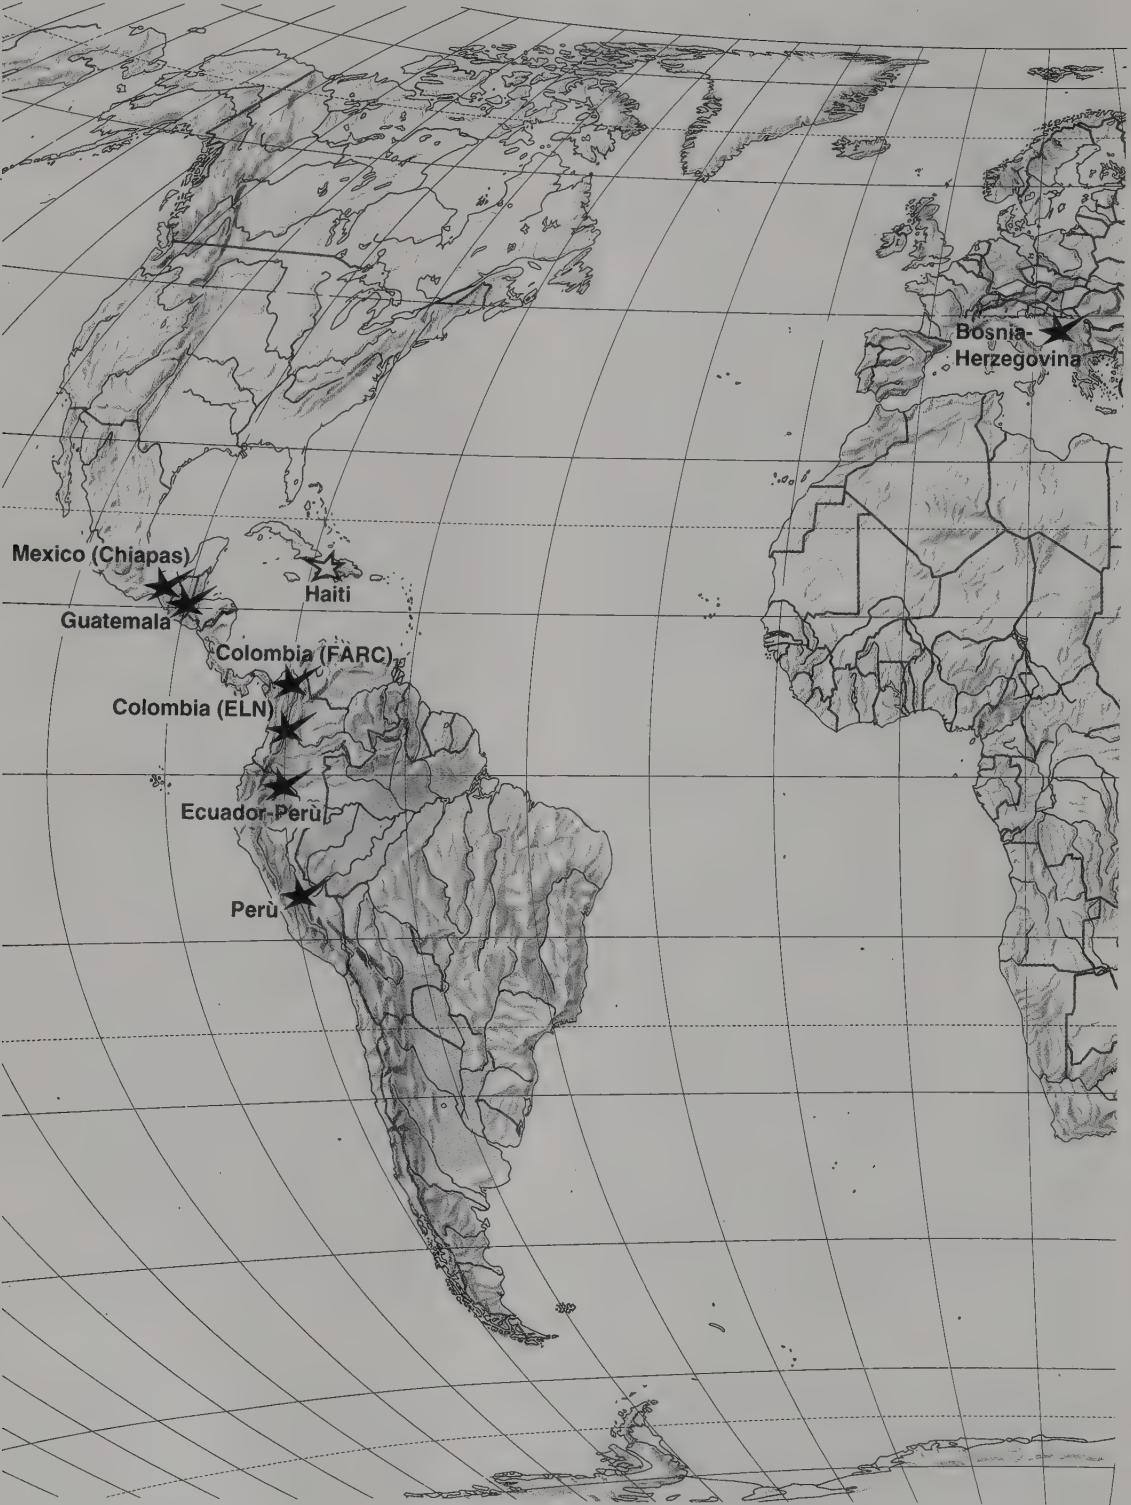 Bosnia-
Herzegovina
Mexico (Chiapas)
Haiti
Guatemala
Colombia (FARC)
Colombia (ELN)
Ecuador-Perù
Perù